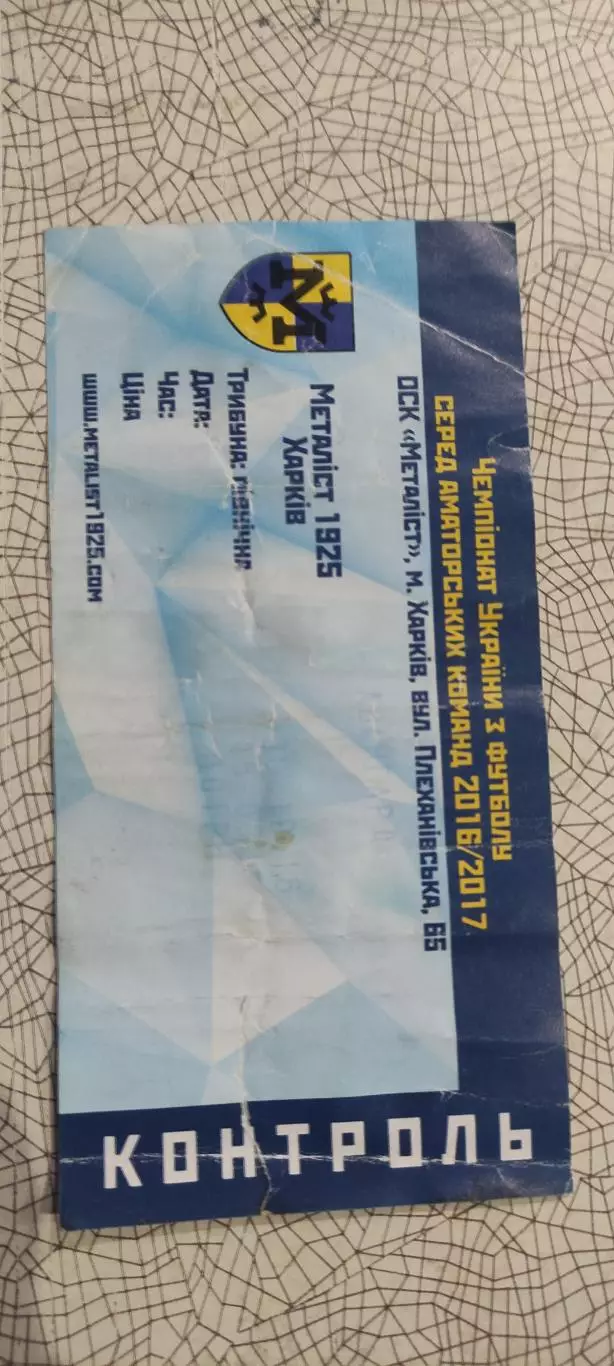 Чемпіонат України з футболу
серед аматорських команд 2016/2017
ОСК «Металіст», м. Харків, вул. Плеханівська, 65
М
Металіст 1925
Харків
Трибуна: північна
Дата:
Час:
Ціна
www.metalist1925.com
КОНТРОЛЬ